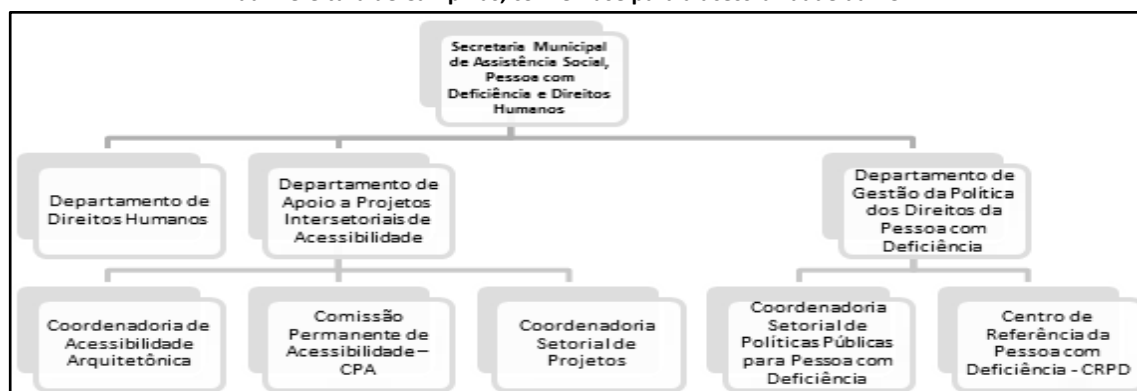 Secretaria Municipal
de Assistência Social,
Pessoa com
Deficiência e Direitos
Humanos
Departamento de
Direitos Humanos
Departamento de
Apoio a Projetos
Intersetoriais de
Acessibilidade
Departamento de
Gestão da Política
dos Direitos da
Pessoa com
Deficiência
Coordenadoria de
Acessibilidade
Arquitetônica
Comissão
Permanente de
Acessibilidade –
CPA
Coordenadoria
Setorial de
Projetos
Coordenadoria
Setorial de
Políticas Públicas
para Pessoa com
Deficiência
Centro de
Referência da
Pessoa com
Deficiência - CRPD